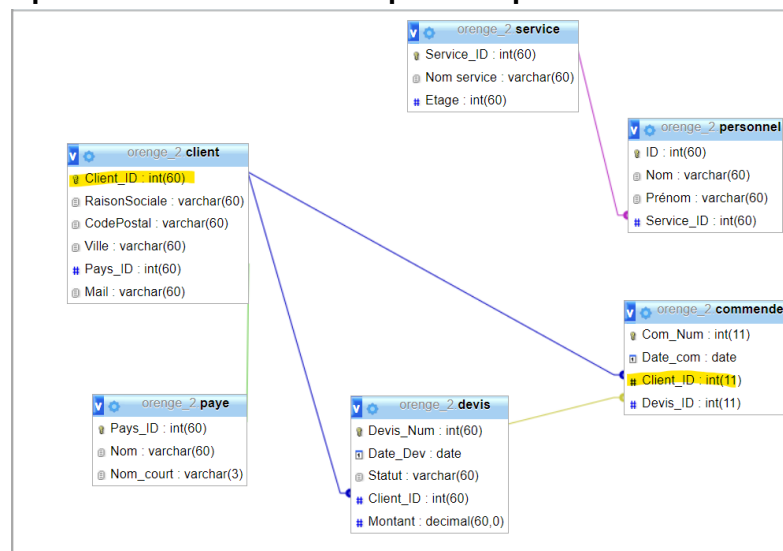 orenge_2 service
Service_ID : int(60)
Nom service : varchar(60)
Etage : int(60)
orenge_2 personnel
ID : int(60)
Nom : varchar(60)
Prénom : varchar(60)
Service_ID : int(60)
orenge_2 client
Client_ID : int(60)
RaisonSociale : varchar(60)
CodePostal : varchar(60)
Ville : varchar(60)
Pays_ID : int(60)
Mail : varchar(60)
orenge_2 commende
Com_Num : int(11)
Date_com : date
Client_ID : int(11)
Devis_ID : int(11)
orenge_2 paye
Pays_ID : int(60)
Nom : varchar(60)
Nom_court : varchar(3)
orenge_2 devis
Devis_Num : int(60)
Date_Dev : date
Statut : varchar(60)
Client_ID : int(60)
Montant : decimal(60,0)